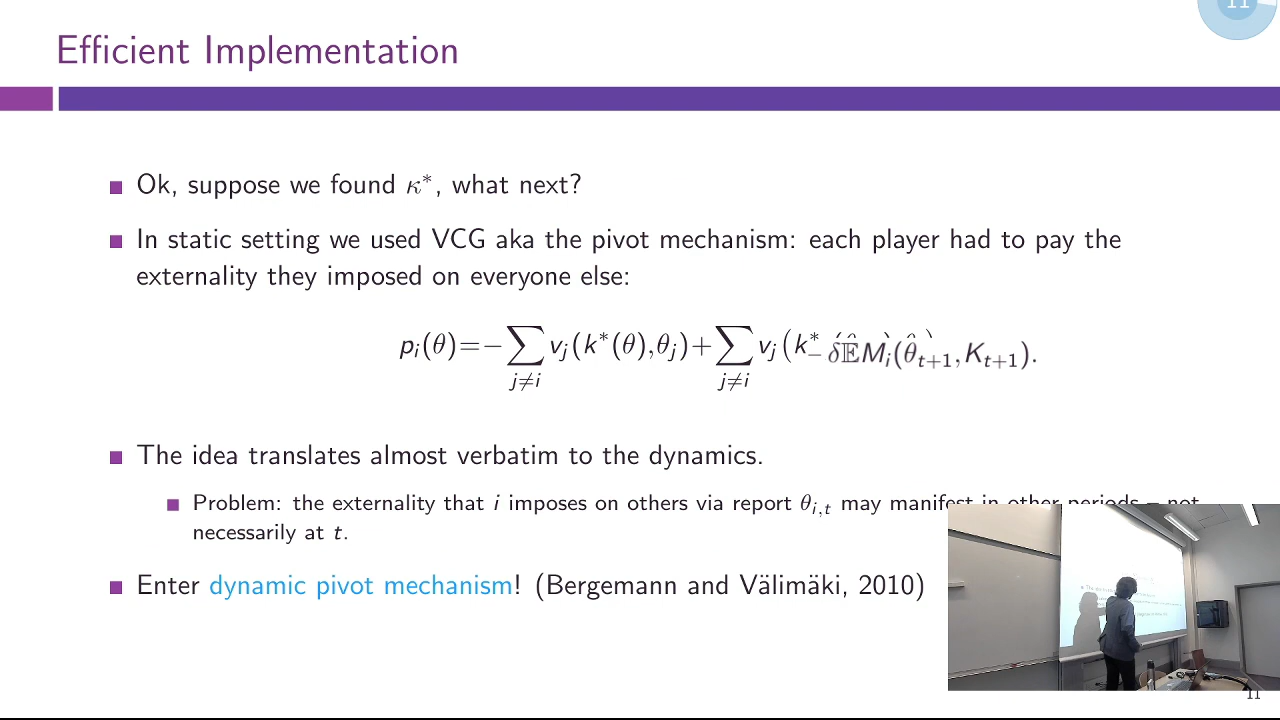 11
Efficient Implementation
Ok, suppose we found κ*, what next?
In static setting we used VCG aka the pivot mechanism: each player had to pay the
externality they imposed on everyone else:
p_i(θ)=−∑_{j≠i} v_j(k*(θ),θ_j)+∑_{j≠i} v_j(k*_− δ𝔼M_i(θ_{t+1},K_{t+1}).
The idea translates almost verbatim to the dynamics.
Problem: the externality that i imposes on others via report θ_{i,t} may manifest in other periods – not
necessarily at t.
Enter dynamic pivot mechanism! (Bergemann and Välimäki, 2010)
11